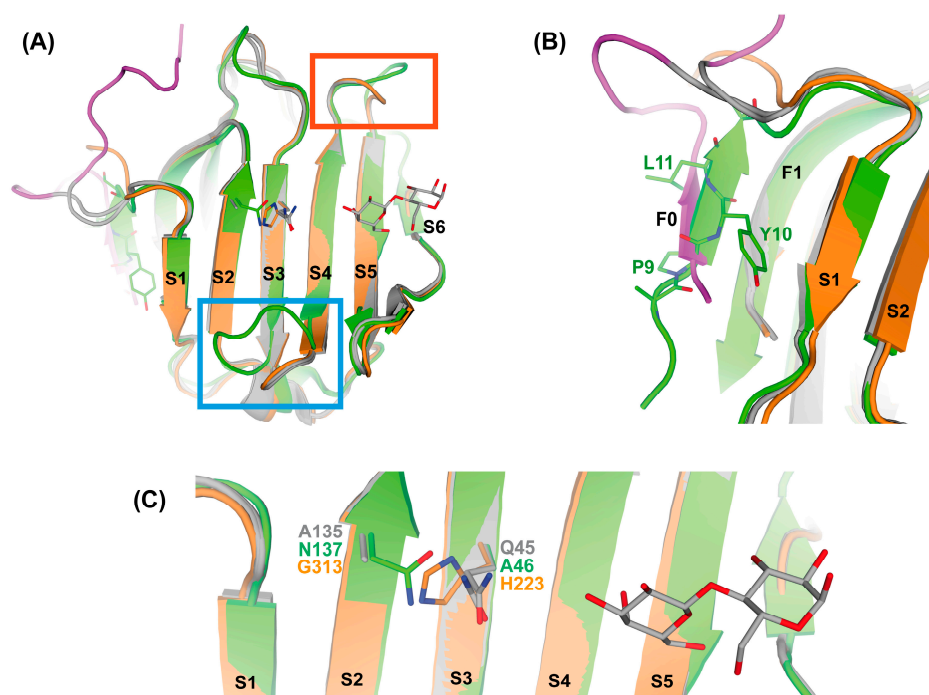 (A)
S1
S2
S3
S4
S5
S6
(B)
L11
F0
P9
F1
Y10
S1
S2
(C)
A135
N137
G313
Q45
A46
H223
S1
S2
S3
S4
S5